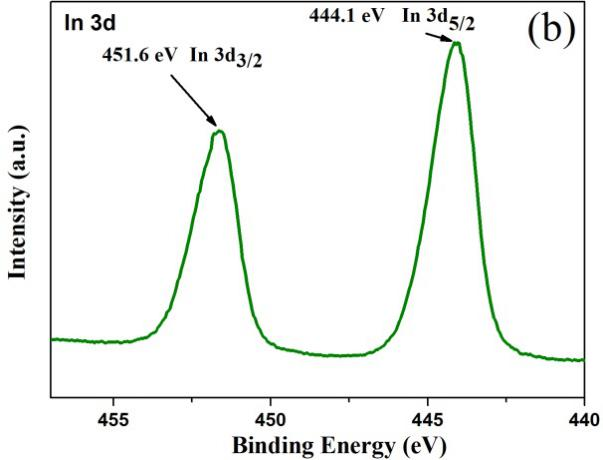 In 3d
444.1 eV In 3d5/2
(b)
451.6 eV In 3d3/2
Intensity (a.u.)
455 450 445 440
Binding Energy (eV)